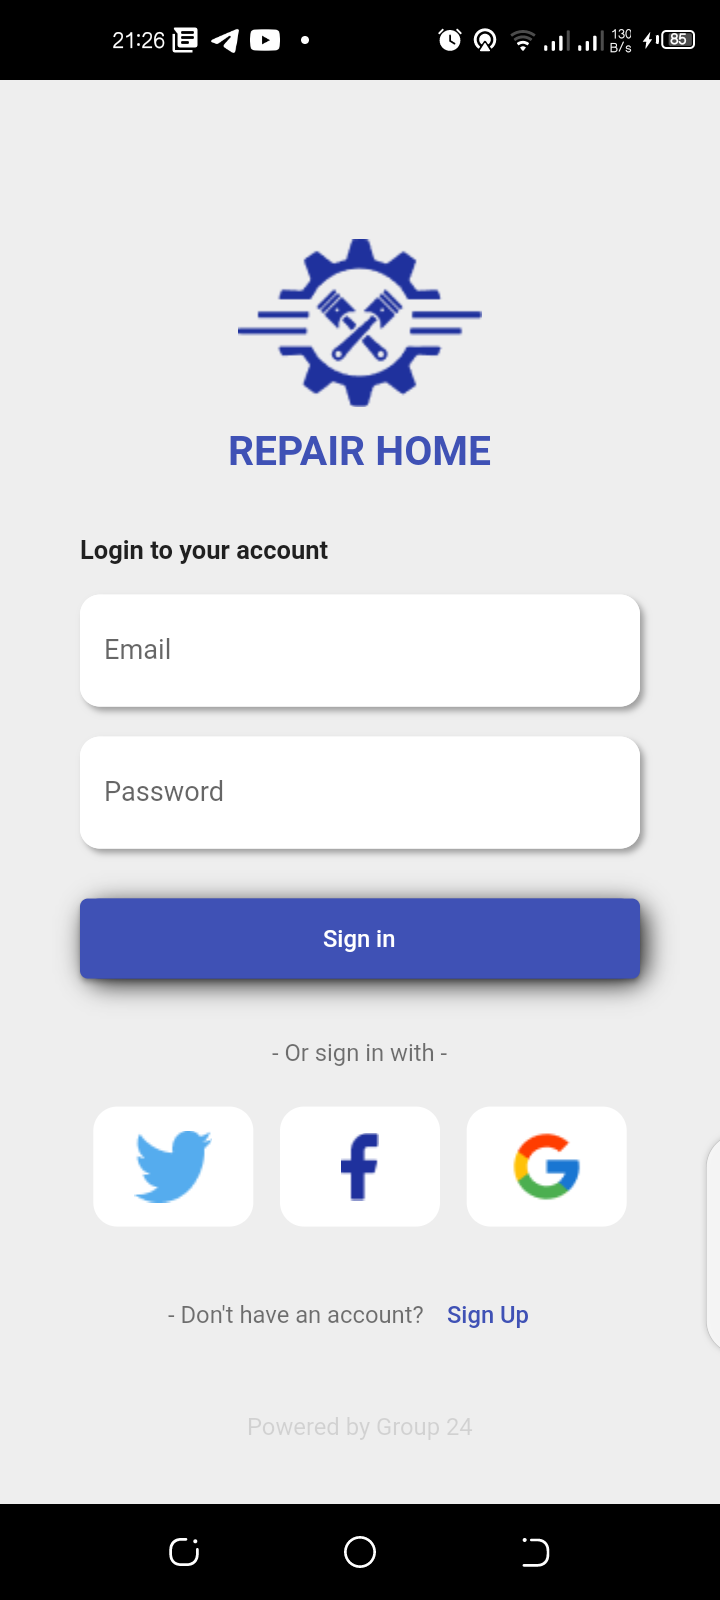 21:26 130 B/s 85
REPAIR HOME
Login to your account
Email
Password
Sign in
- Or sign in with -
- Don't have an account? Sign Up
Powered by Group 24